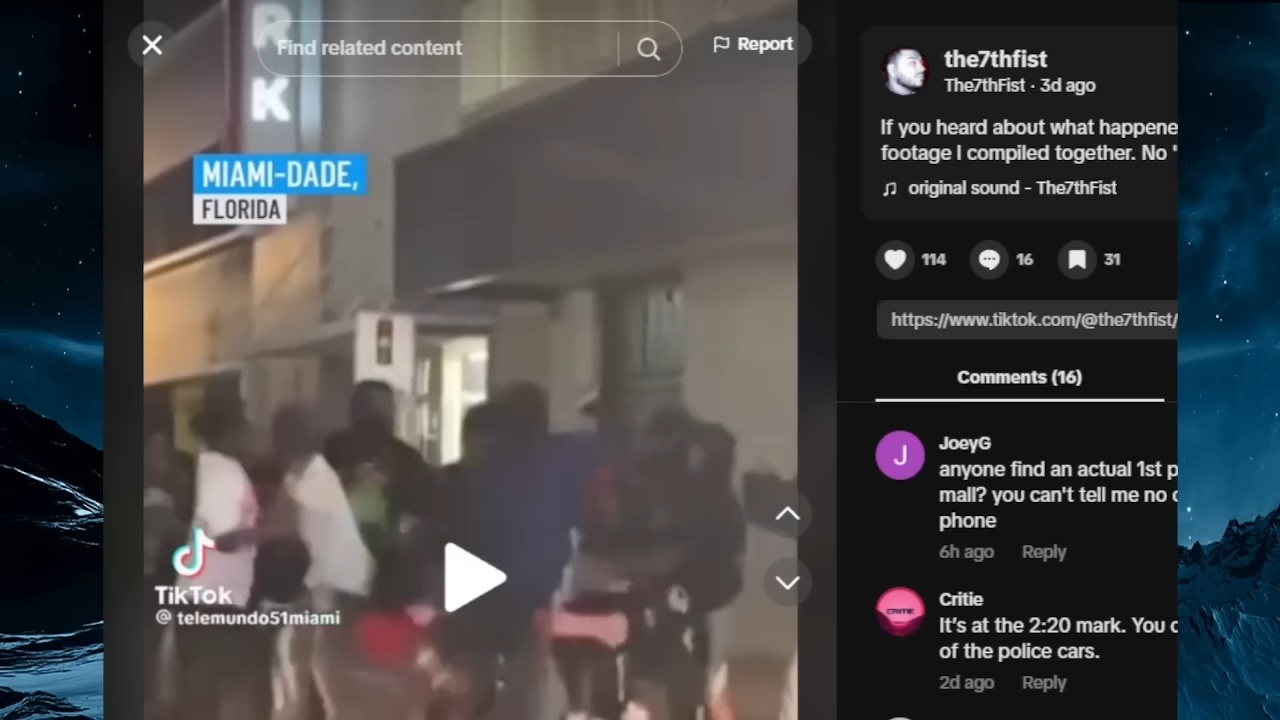 R
K
Find related content
Report
MIAMI-DADE,
FLORIDA
TikTok
@ telemundo51miami
the7thfist
The7thFist · 3d ago
If you heard about what happene
footage I compiled together. No "
original sound - The7thFist
114
16
31
https://www.tiktok.com/@the7thfist/
Comments (16)
J
JoeyG
anyone find an actual 1st p
mall? you can't tell me no c
phone
6h ago Reply
CRITIE
Critie
It's at the 2:20 mark. You c
of the police cars.
2d ago Reply